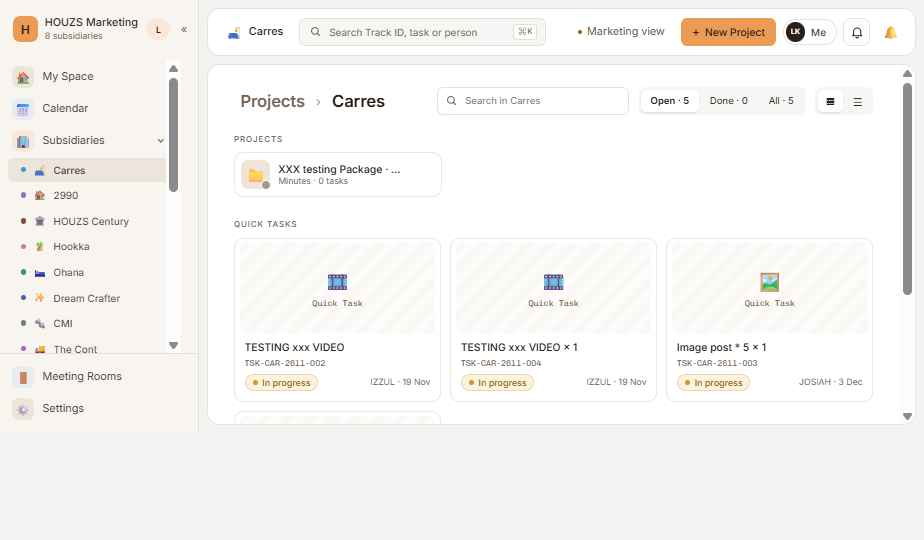 H
HOUZS Marketing
8 subsidiaries
L
«
My Space
Calendar
Subsidiaries
Carres
2990
HOUZS Century
Hookka
Ohana
Dream Crafter
CMI
The Cont
Meeting Rooms
Settings
Carres
Search Track ID, task or person
⌘K
Marketing view
+ New Project
LK
Me
Projects › Carres
Search in Carres
Open · 5
Done · 0
All · 5
PROJECTS
XXX testing Package · ...
Minutes · 0 tasks
QUICK TASKS
Quick Task
TESTING xxx VIDEO
TSK-CAR-2611-002
In progress
IZZUL · 19 Nov
Quick Task
TESTING xxx VIDEO × 1
TSK-CAR-2611-004
In progress
IZZUL · 19 Nov
Quick Task
Image post * 5 × 1
TSK-CAR-2611-003
In progress
JOSIAH · 3 Dec